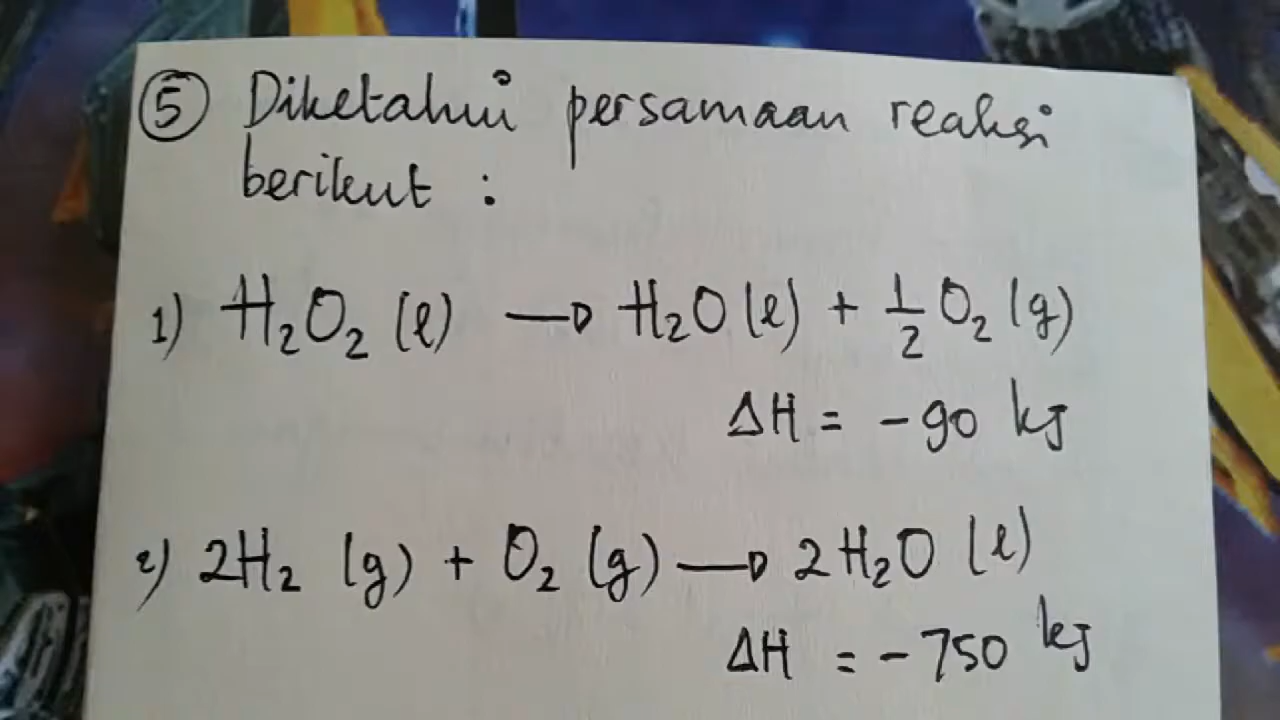 ⑤ Diketahui persamaan reaksi
berikut :
1) H₂O₂ (l) → H₂O (l) + 1/2 O₂ (g)
ΔH = -90 kJ
2) 2H₂ (g) + O₂ (g) → 2H₂O (l)
ΔH = -750 kJ